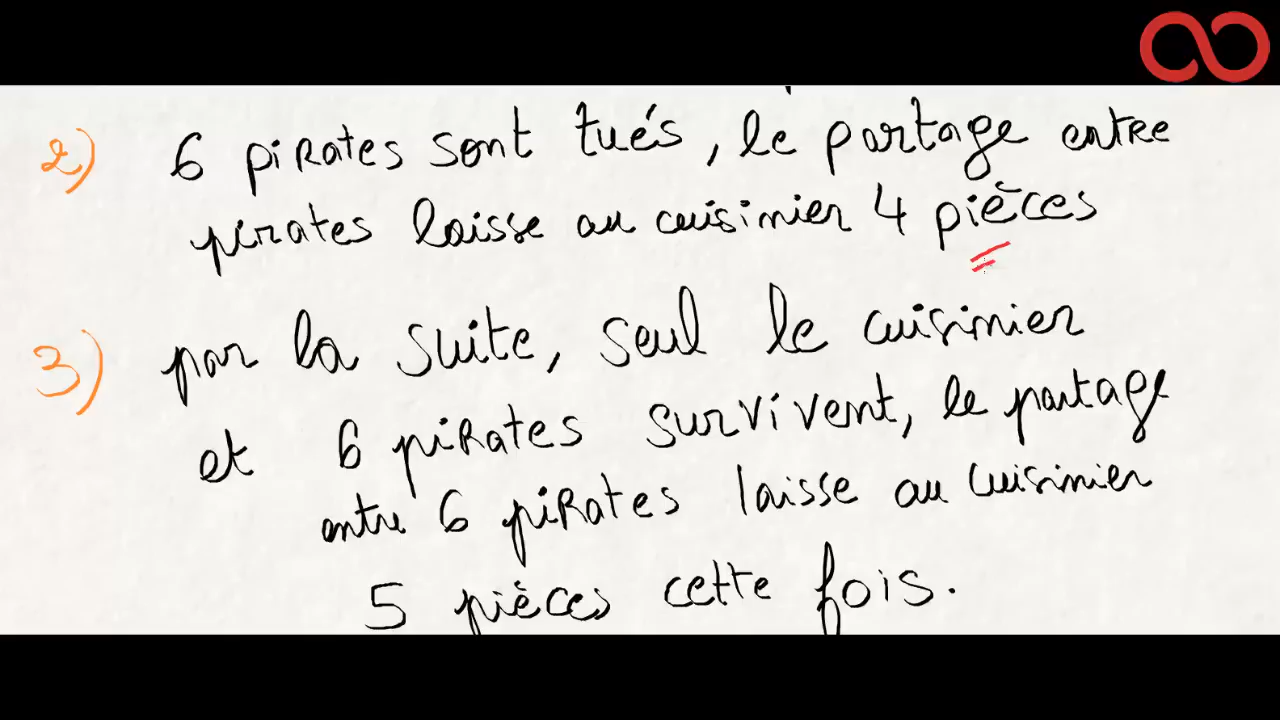 2) 6 pirates sont tués, le partage entre
pirates laisse au cuisinier 4 pièces
3) par la suite, seul le cuisinier
et 6 pirates survivent, le partage
entre 6 pirates laisse au cuisinier
5 pièces cette fois.